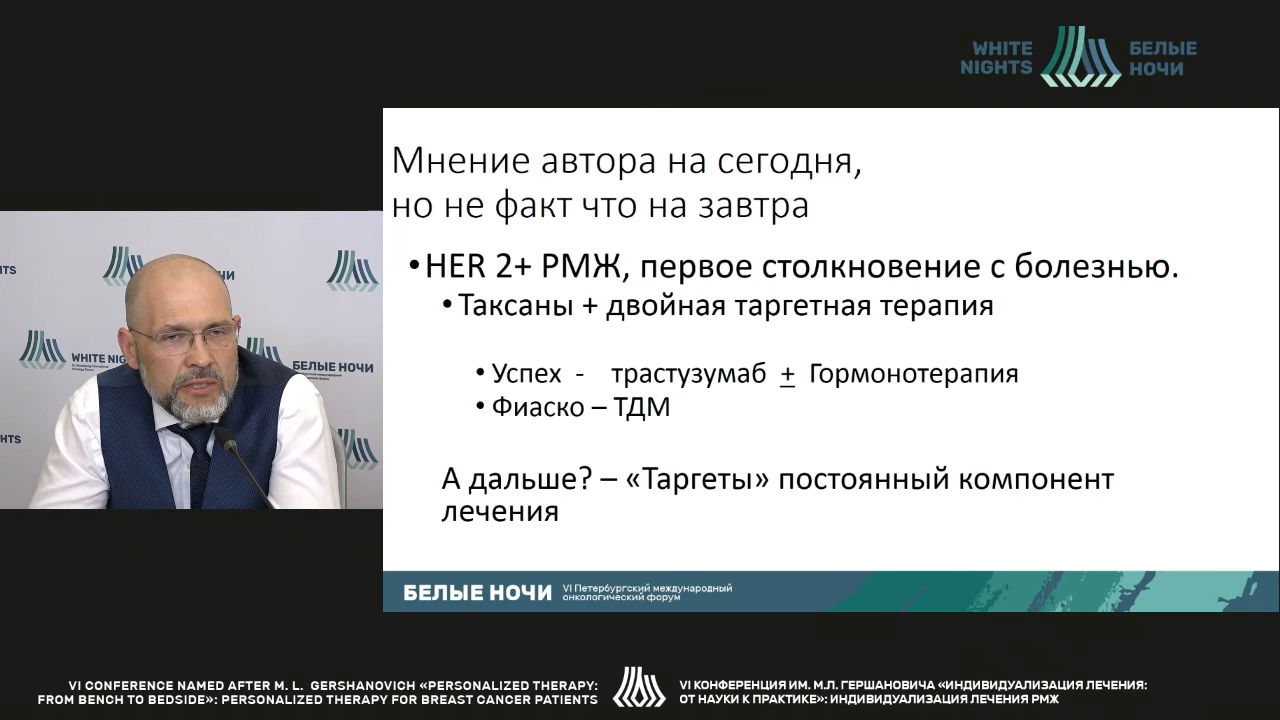 WHITE
NIGHTS
БЕЛЫЕ
НОЧИ
Мнение автора на сегодня,
но не факт что на завтра
•HER 2+ РМЖ, первое столкновение с болезнью.
•Таксаны + двойная таргетная терапия
•Успех - трастузумаб + Гормонотерапия
•Фиаско – ТДМ
А дальше? – «Таргеты» постоянный компонент
лечения
WHITE NIG
БЕЛЫЕ НОЧИ
БЕЛЫЕ НОЧИ
VI Петербургский международный
онкологический форум
VI CONFERENCE NAMED AFTER M. L. GERSHANOVICH «PERSONALIZED THERAPY:
FROM BENCH TO BEDSIDE»: PERSONALIZED THERAPY FOR BREAST CANCER PATIENTS
VI КОНФЕРЕНЦИЯ ИМ. М.Л. ГЕРШАНОВИЧА «ИНДИВИДУАЛИЗАЦИЯ ЛЕЧЕНИЯ:
ОТ НАУКИ К ПРАКТИКЕ»: ИНДИВИДУАЛИЗАЦИЯ ЛЕЧЕНИЯ РМЖ